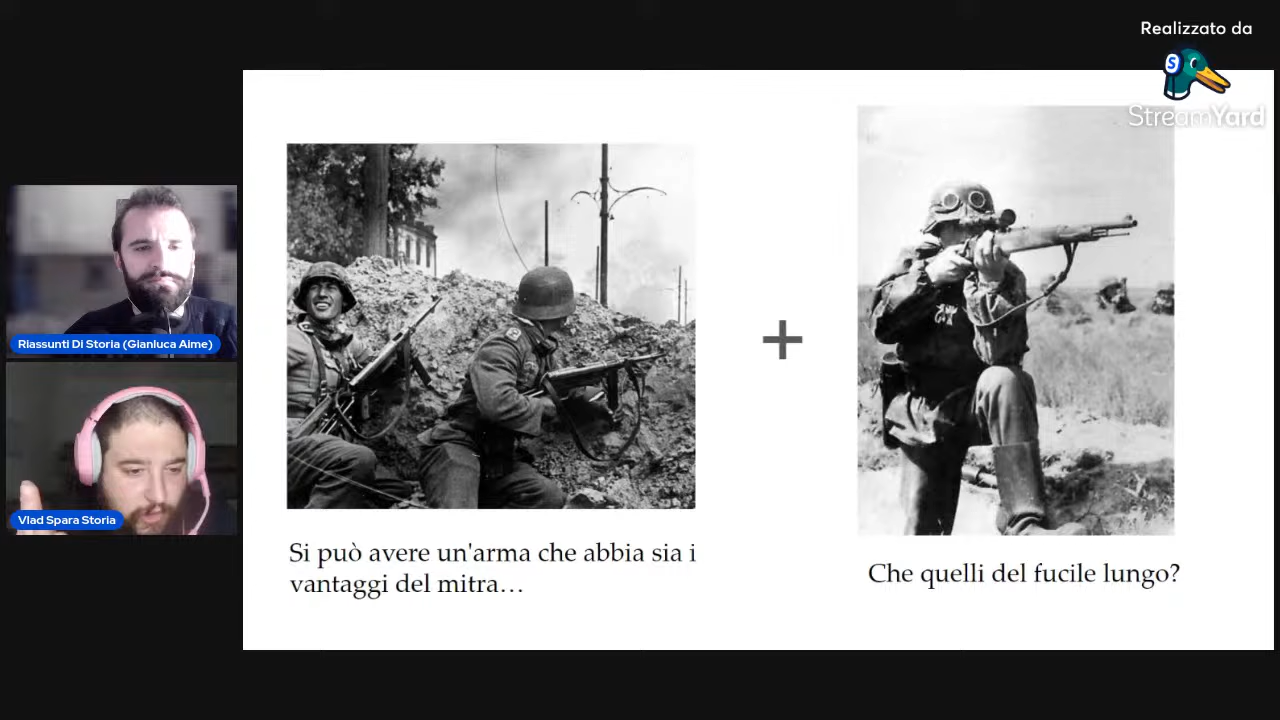 Realizzato da
S
StreamYard
Riassunti Di Storia (Gianluca Aime)
Vlad Spara Storia
+
Si può avere un'arma che abbia sia i
vantaggi del mitra…
Che quelli del fucile lungo?